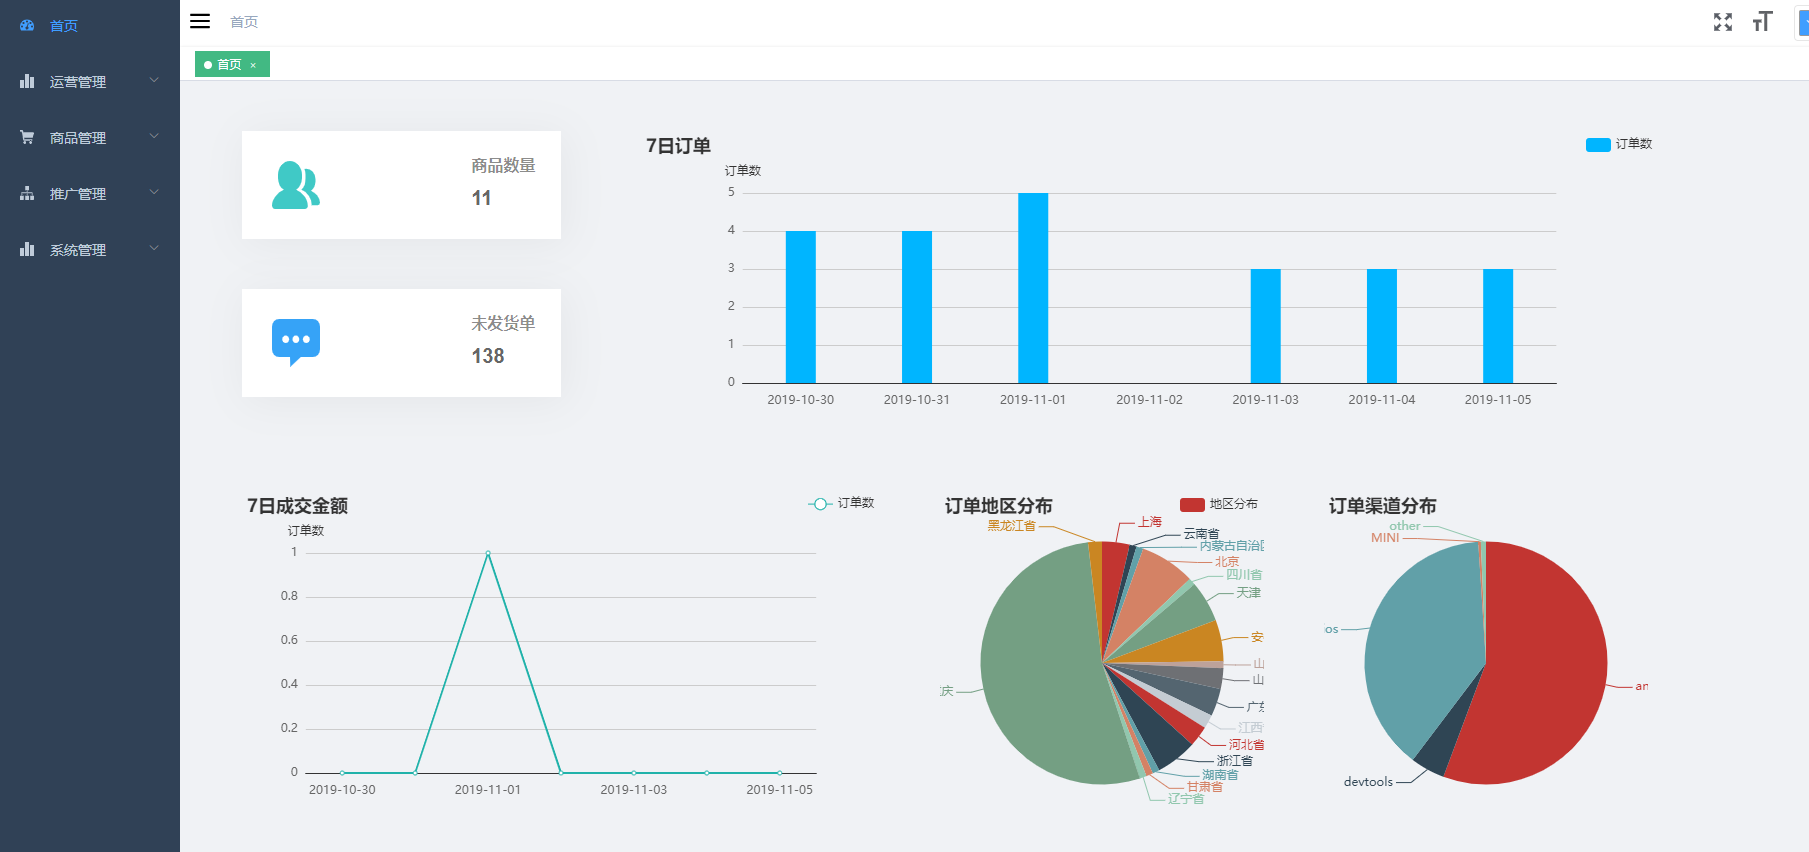 首页
运营管理
商品管理
推广管理
系统管理
首页
首页 ×
商品数量
11
未发货单
138
7日订单
订单数
订单数
5
4
3
2
1
0
2019-10-30
2019-10-31
2019-11-01
2019-11-02
2019-11-03
2019-11-04
2019-11-05
7日成交金额
订单数
订单数
1
0.8
0.6
0.4
0.2
0
2019-10-30
2019-11-01
2019-11-03
2019-11-05
订单地区分布
地区分布
黑龙江省
上海
云南省
内蒙古自治
北京
四川省
天津
安
山
山
广东
江西
河北省
浙江省
湖南省
甘肃省
辽宁省
庆
订单渠道分布
other
MINI
ios
an
devtools